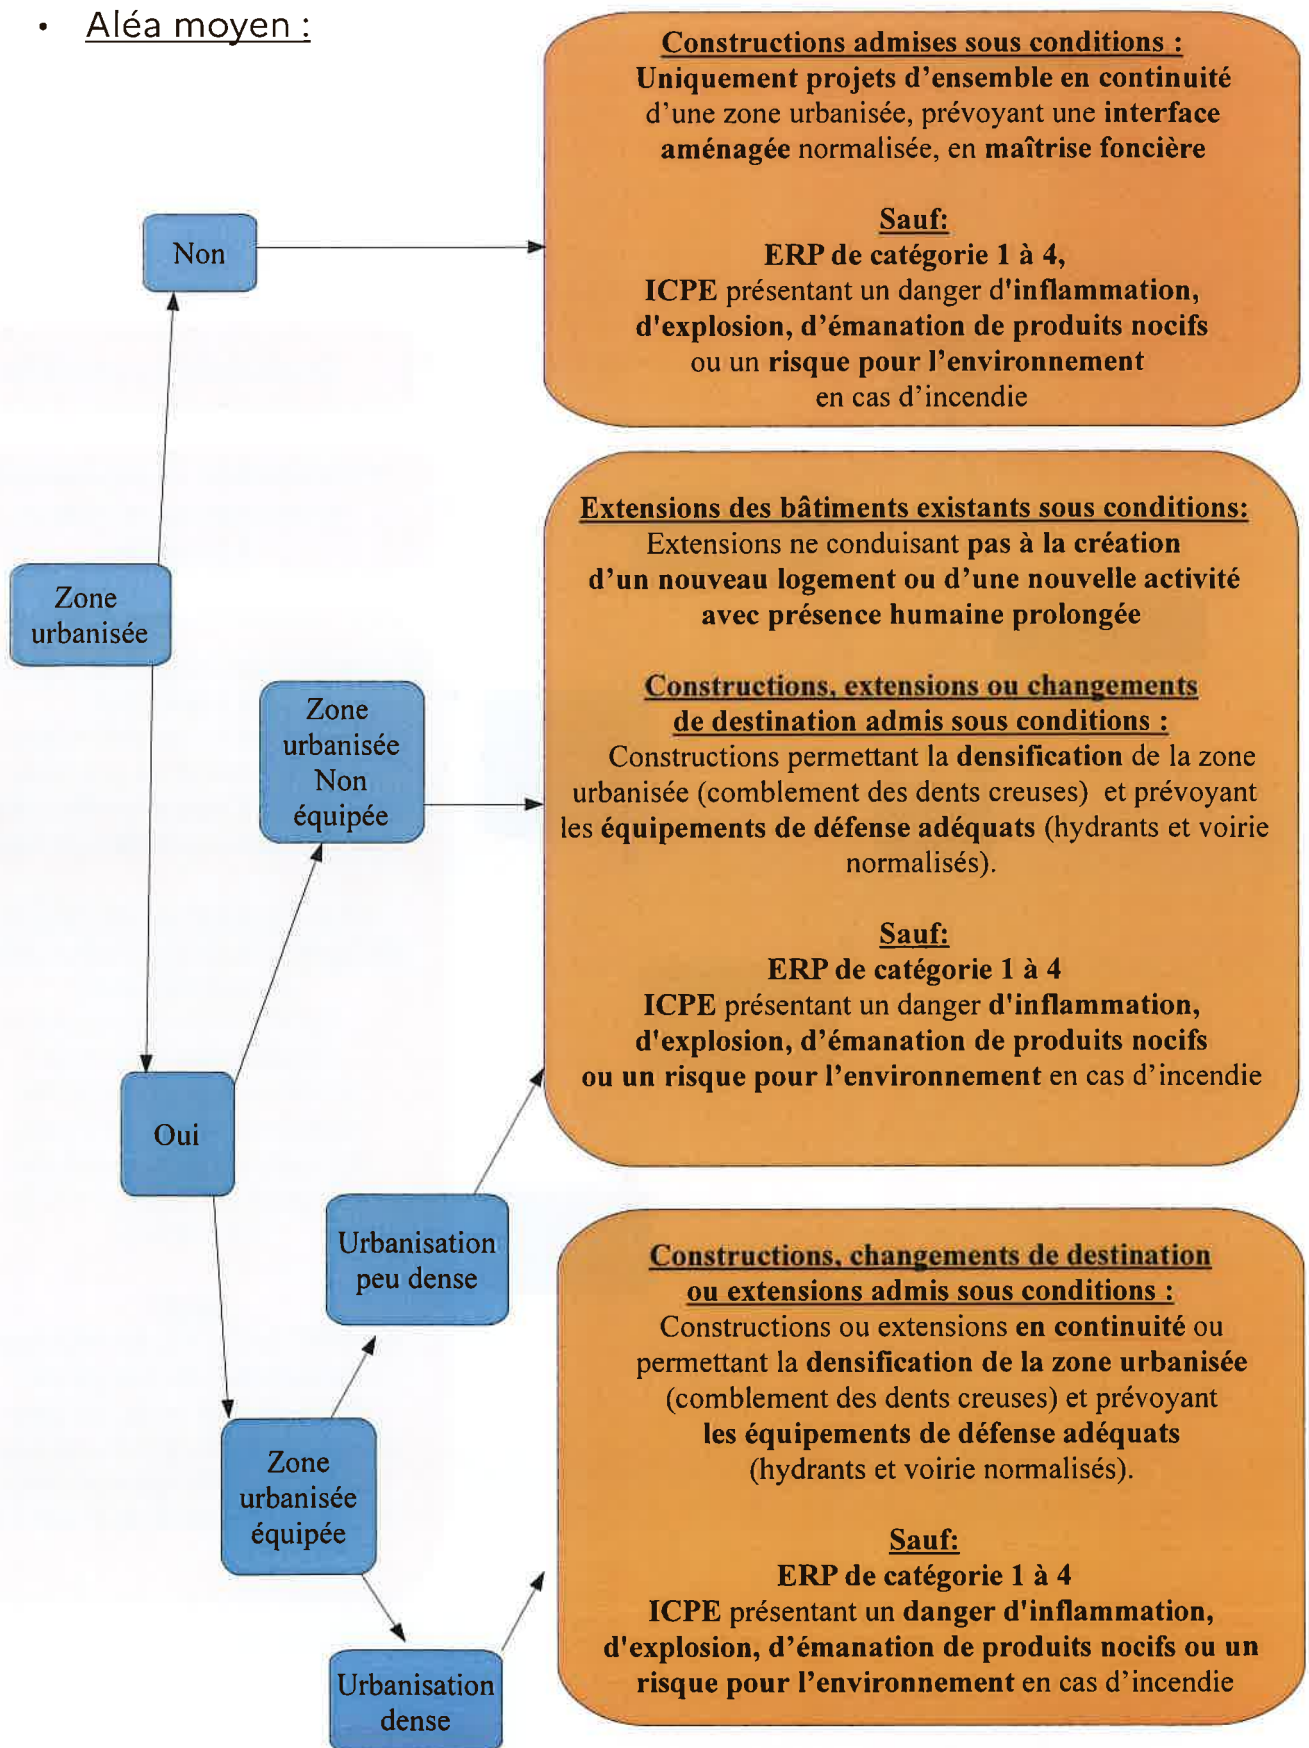 • Aléa moyen :
Constructions admises sous conditions :
Uniquement projets d'ensemble en continuité
d'une zone urbanisée, prévoyant une interface
aménagée normalisée, en maîtrise foncière
Sauf:
ERP de catégorie 1 à 4,
ICPE présentant un danger d'inflammation,
d'explosion, d'émanation de produits nocifs
ou un risque pour l'environnement
en cas d'incendie
Non
Zone
urbanisée
Extensions des bâtiments existants sous conditions:
Extensions ne conduisant pas à la création
d'un nouveau logement ou d'une nouvelle activité
avec présence humaine prolongée
Constructions, extensions ou changements
de destination admis sous conditions :
Constructions permettant la densification de la zone
urbanisée (comblement des dents creuses) et prévoyant
les équipements de défense adéquats (hydrants et voirie
normalisés).
Sauf:
ERP de catégorie 1 à 4
ICPE présentant un danger d'inflammation,
d'explosion, d'émanation de produits nocifs
ou un risque pour l'environnement en cas d'incendie
Zone
urbanisée
Non
équipée
Oui
Urbanisation
peu dense
Zone
urbanisée
équipée
Urbanisation
dense
Constructions, changements de destination
ou extensions admis sous conditions :
Constructions ou extensions en continuité ou
permettant la densification de la zone urbanisée
(comblement des dents creuses) et prévoyant
les équipements de défense adéquats
(hydrants et voirie normalisés).
Sauf:
ERP de catégorie 1 à 4
ICPE présentant un danger d'inflammation,
d'explosion, d'émanation de produits nocifs ou un
risque pour l'environnement en cas d'incendie